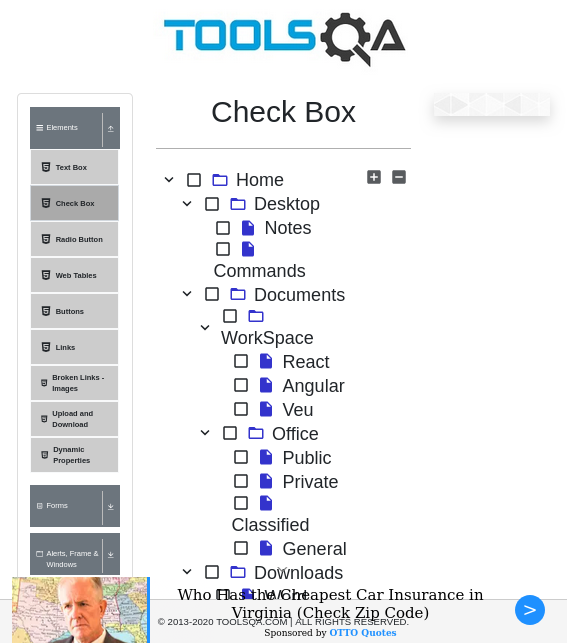 TOOLSQA
Elements
Text Box
Check Box
Radio Button
Web Tables
Buttons
Links
Broken Links -
Images
Upload and
Download
Dynamic
Properties
Forms
Alerts, Frame &
Windows
Check Box
Home
Desktop
Notes
Commands
Documents
WorkSpace
React
Angular
Veu
Office
Public
Private
Classified
General
Downloads
© 2013-2020 TOOLSQA.COM | ALL RIGHTS RESERVED.
Who Has the Cheapest Car Insurance in
Virginia (Check Zip Code)
Sponsored by OTTO Quotes